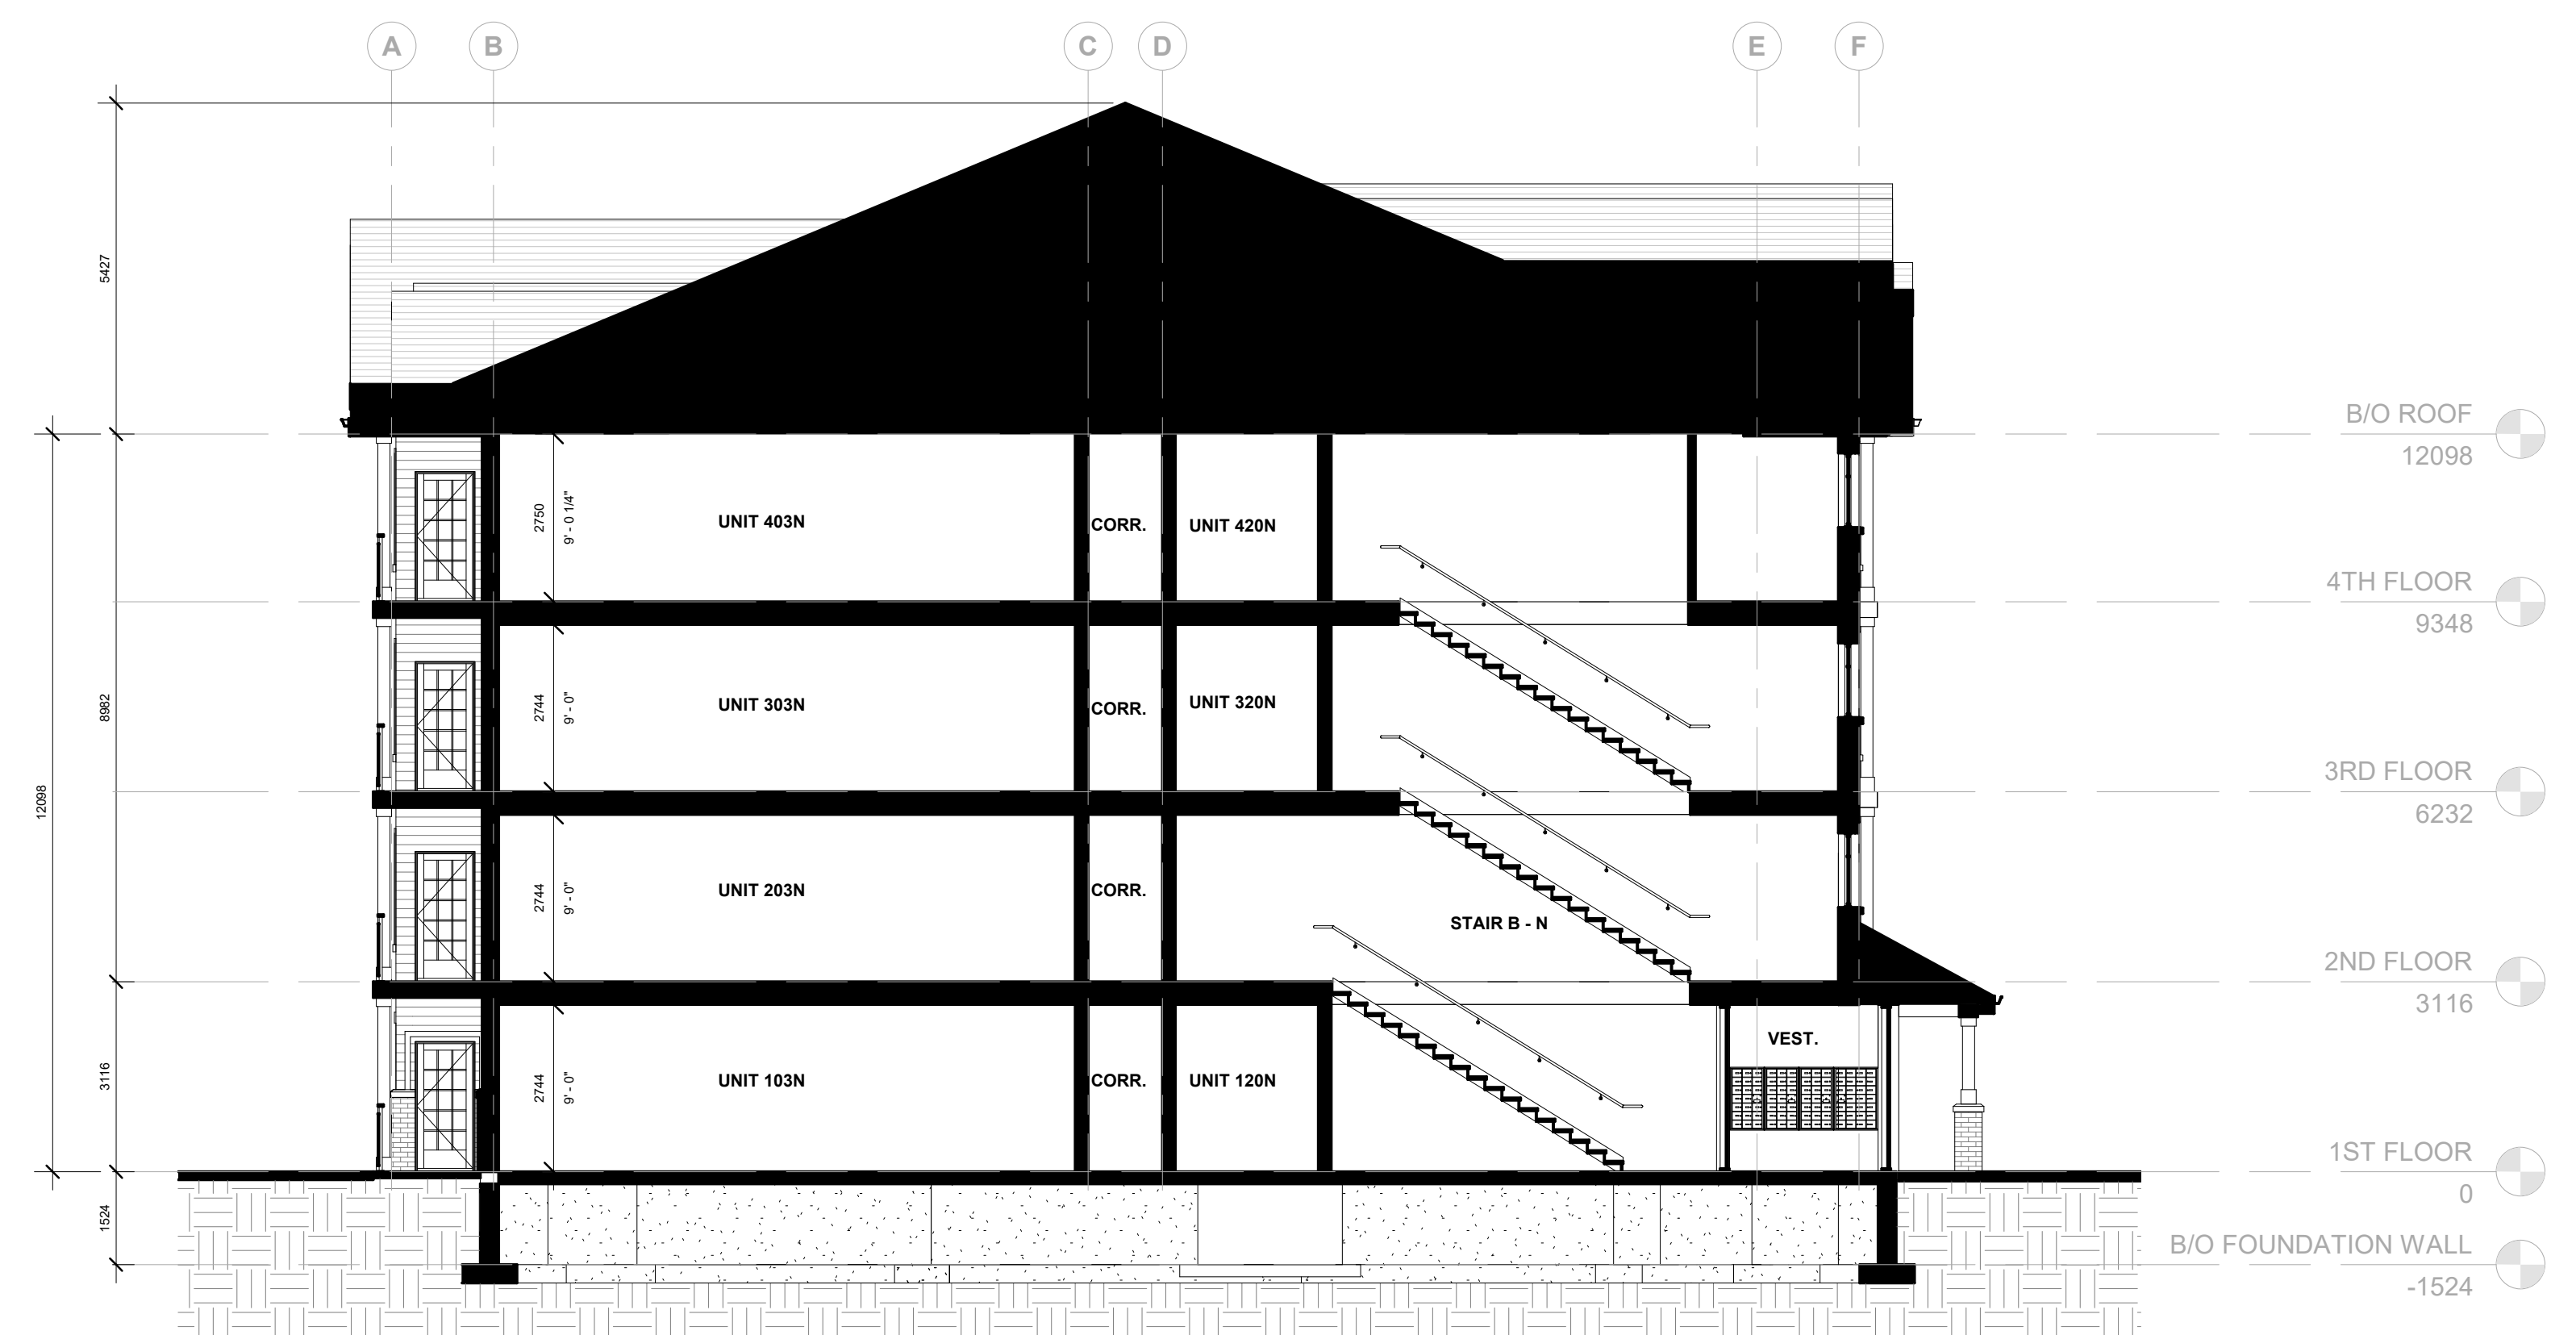 A
B
C
D
E
F
5427
B/O ROOF
12098
2750
9' - 0 1/4"
UNIT 403N
CORR.
UNIT 420N
4TH FLOOR
9348
8982
2744
9' - 0"
UNIT 303N
CORR.
UNIT 320N
3RD FLOOR
6232
12098
2744
9' - 0"
UNIT 203N
CORR.
STAIR B - N
2ND FLOOR
3116
3116
2744
9' - 0"
UNIT 103N
CORR.
UNIT 120N
VEST.
1ST FLOOR
0
1524
B/O FOUNDATION WALL
-1524